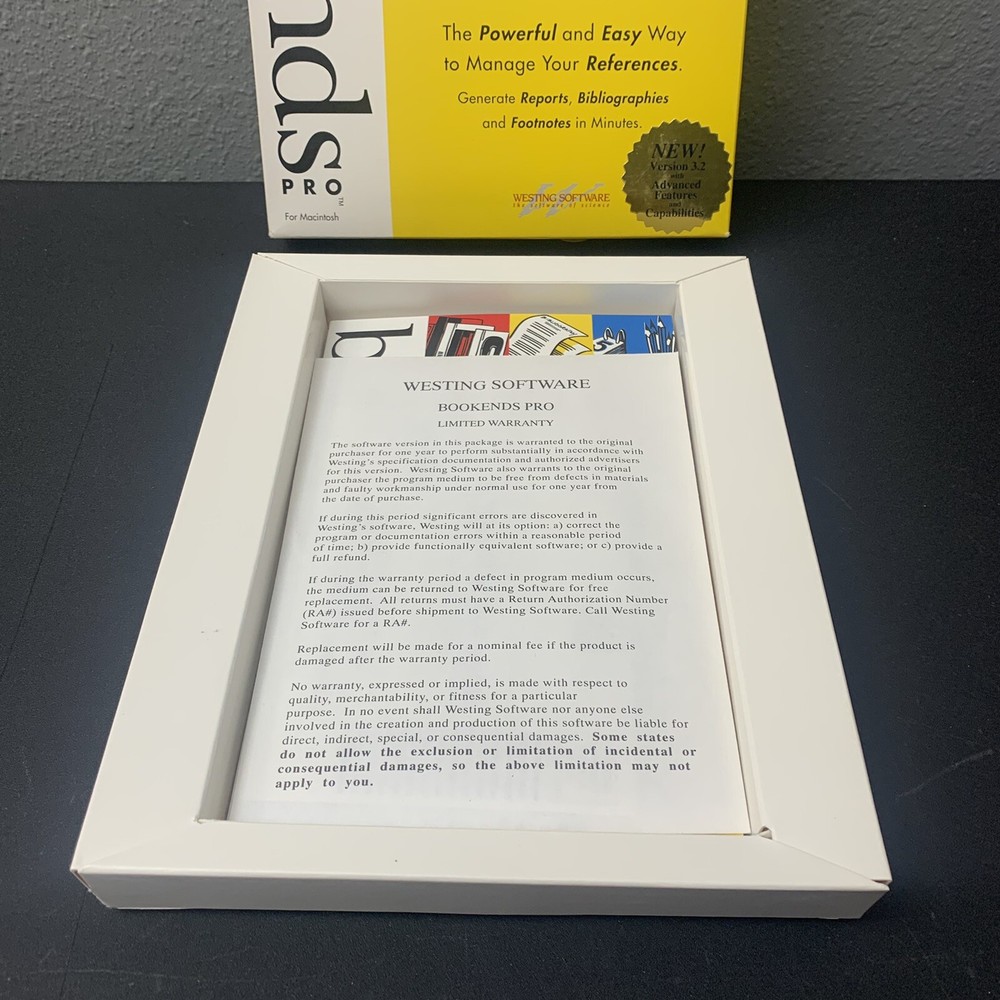 nds
PRO™
For Macintosh
The Powerful and Easy Way
to Manage Your References.
Generate Reports, Bibliographies
and Footnotes in Minutes.
WESTING SOFTWARE
the software of science
NEW!
Version 3.2
with
Advanced
Features
and
Capabilities
b
WESTING SOFTWARE
BOOKENDS PRO
LIMITED WARRANTY
The software version in this package is warranted to the original
purchaser for one year to perform substantially in accordance with
Westing's specification documentation and authorized advertisers
for this version. Westing Software also warrants to the original
purchaser the program medium to be free from defects in materials
and faulty workmanship under normal use for one year from
the date of purchase.
If during this period significant errors are discovered in
Westing's software, Westing will at its option: a) correct the
program or documentation errors within a reasonable period
of time; b) provide functionally equivalent software; or c) provide a
full refund.
If during the warranty period a defect in program medium occurs,
the medium can be returned to Westing Software for free
replacement. All returns must have a Return Authorization Number
(RA#) issued before shipment to Westing Software. Call Westing
Software for a RA#.
Replacement will be made for a nominal fee if the product is
damaged after the warranty period.
No warranty, expressed or implied, is made with respect to
quality, merchantability, or fitness for a particular
purpose. In no event shall Westing Software nor anyone else
involved in the creation and production of this software be liable for
direct, indirect, special, or consequential damages. Some states
do not allow the exclusion or limitation of incidental or
consequential damages, so the above limitation may not
apply to you.